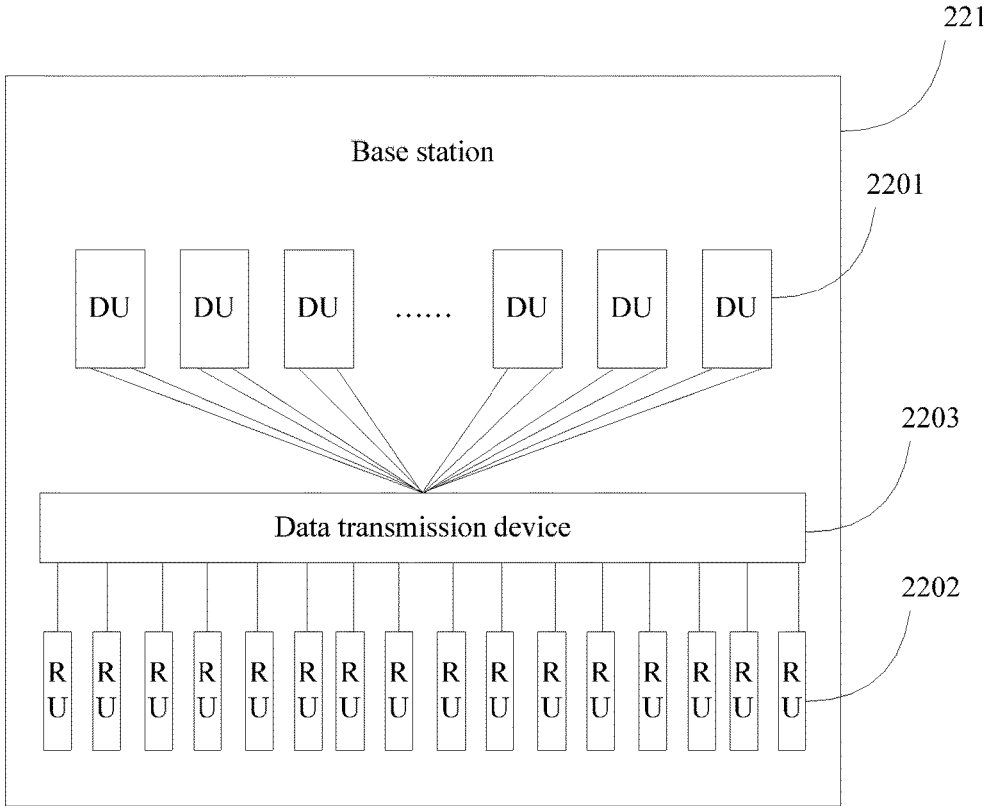 221
Base station
2201
DU DU DU ...... DU DU DU
2203
Data transmission device
2202
R R R R R R R R R R R R R R R R
U U U U U U U U U U U U U U U U